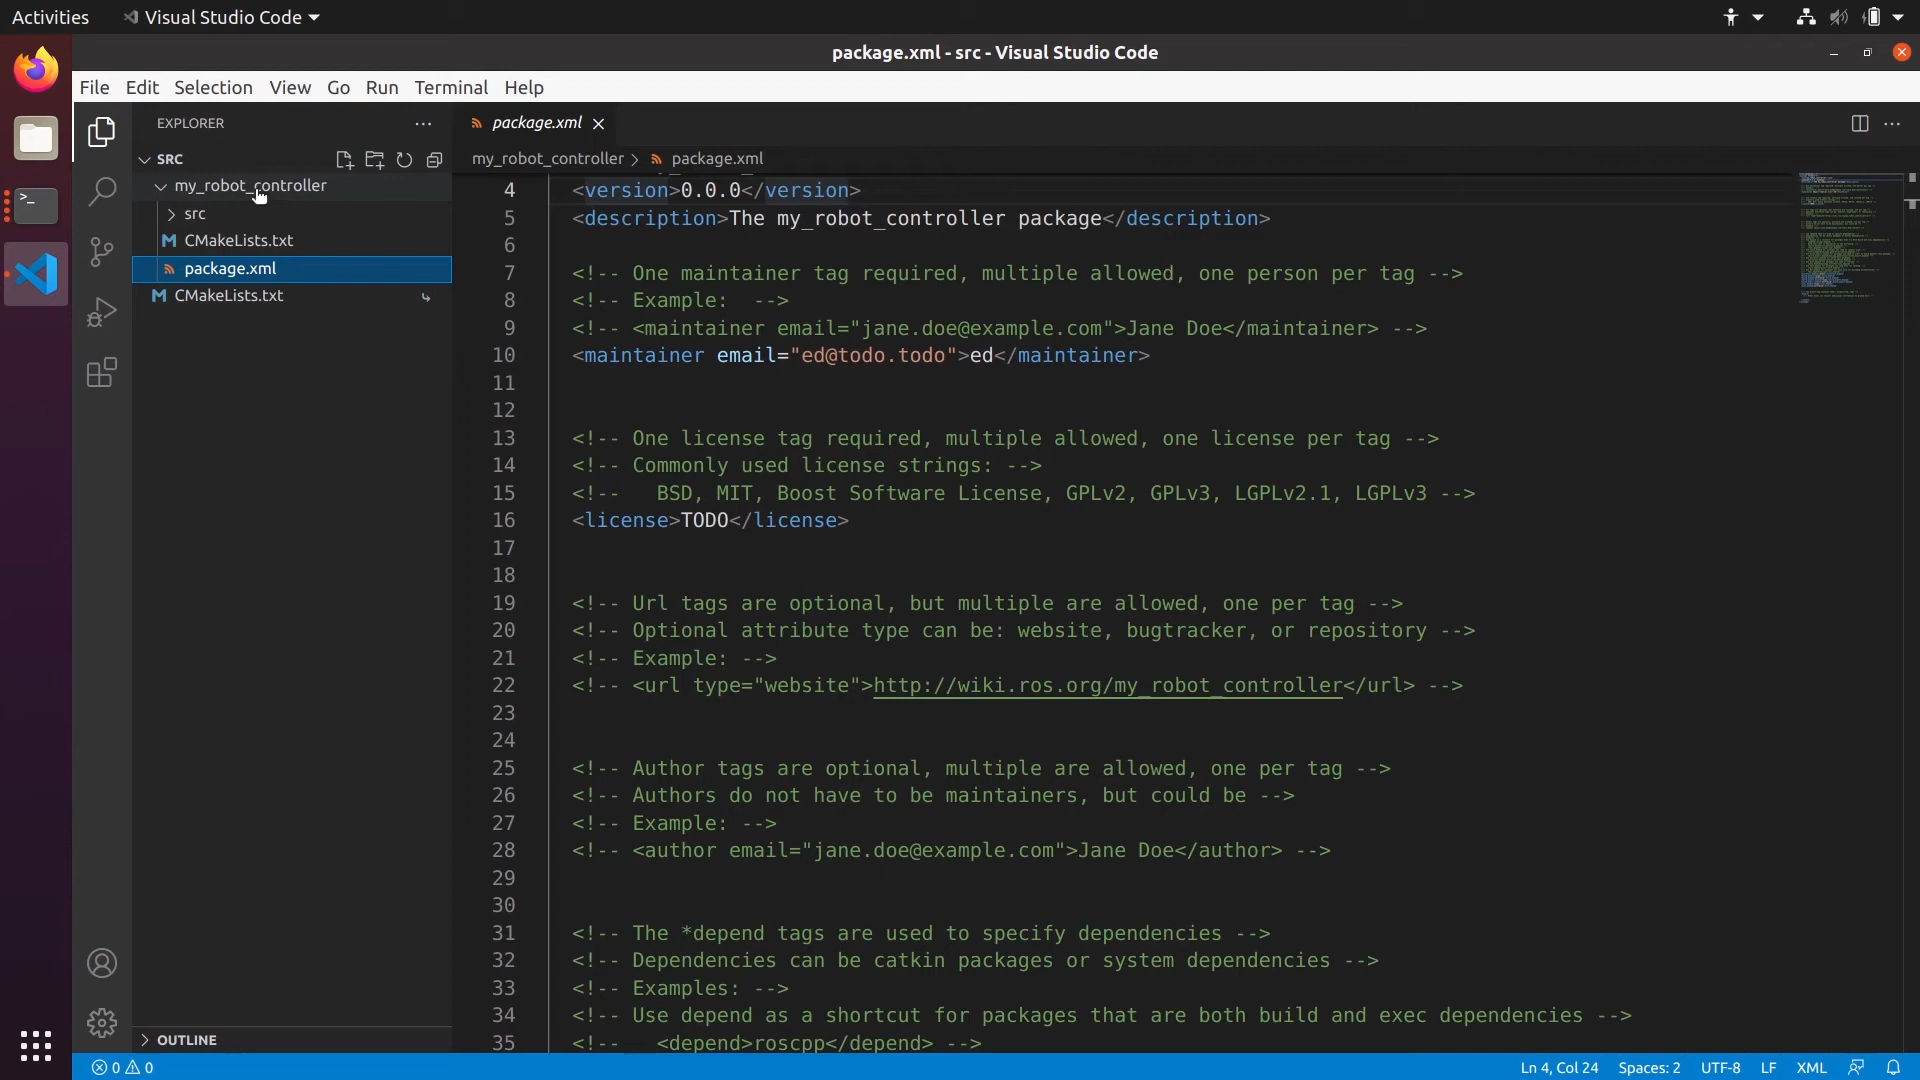 Activities
Visual Studio Code
package.xml - src - Visual Studio Code
File Edit Selection View Go Run Terminal Help
EXPLORER
SRC
my_robot_controller
src
CMakeLists.txt
package.xml
CMakeLists.txt
OUTLINE
package.xml
my_robot_controller > package.xml
4 <version>0.0.0</version>
5 <description>The my_robot_controller package</description>
6
7 <!-- One maintainer tag required, multiple allowed, one person per tag -->
8 <!-- Example:  -->
9 <!-- <maintainer email="jane.doe@example.com">Jane Doe</maintainer> -->
10 <maintainer email="ed@todo.todo">ed</maintainer>
11
12
13 <!-- One license tag required, multiple allowed, one license per tag -->
14 <!-- Commonly used license strings: -->
15 <!--   BSD, MIT, Boost Software License, GPLv2, GPLv3, LGPLv2.1, LGPLv3 -->
16 <license>TODO</license>
17
18
19 <!-- Url tags are optional, but multiple are allowed, one per tag -->
20 <!-- Optional attribute type can be: website, bugtracker, or repository -->
21 <!-- Example: -->
22 <!-- <url type="website">http://wiki.ros.org/my_robot_controller</url> -->
23
24
25 <!-- Author tags are optional, multiple are allowed, one per tag -->
26 <!-- Authors do not have to be maintainers, but could be -->
27 <!-- Example: -->
28 <!-- <author email="jane.doe@example.com">Jane Doe</author> -->
29
30
31 <!-- The *depend tags are used to specify dependencies -->
32 <!-- Dependencies can be catkin packages or system dependencies -->
33 <!-- Examples: -->
34 <!-- Use depend as a shortcut for packages that are both build and exec dependencies -->
35 <!--   <depend>roscpp</depend> -->
0 0
Ln 4, Col 24 Spaces: 2 UTF-8 LF XML